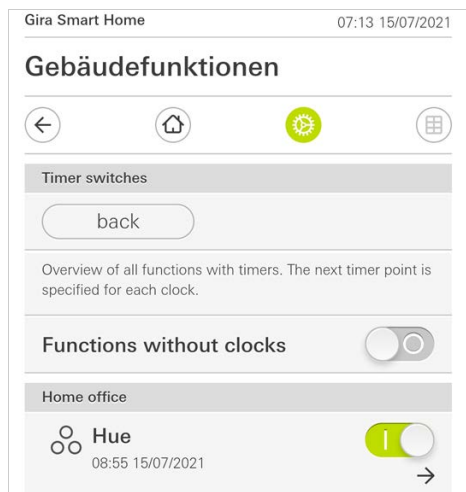 Gira Smart Home 07:13 15/07/2021
Gebäudefunktionen
Timer switches
back
Overview of all functions with timers. The next timer point is
specified for each clock.
Functions without clocks
Home office
Hue
08:55 15/07/2021